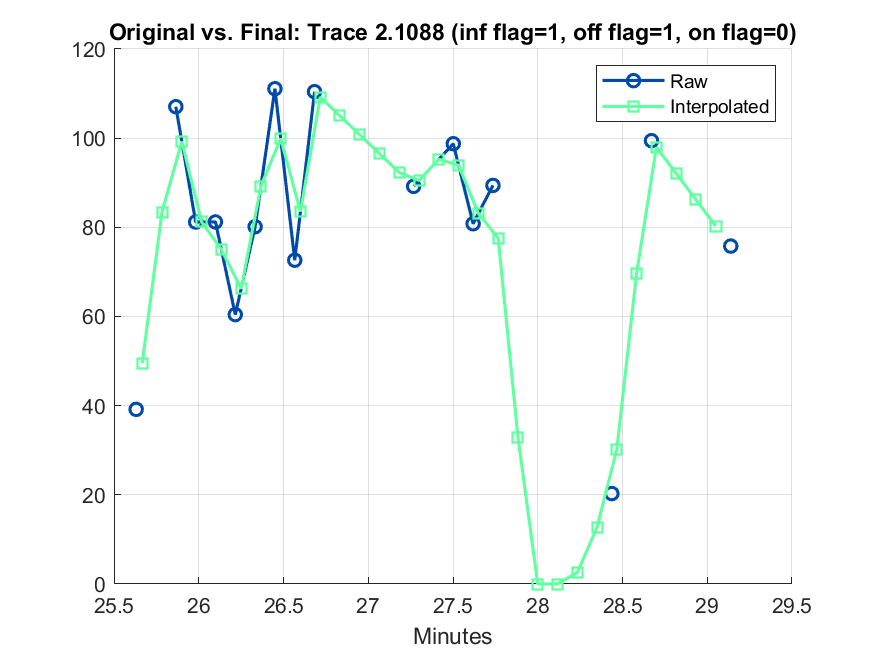 Original vs. Final: Trace 2.1088 (inf flag=1, off flag=1, on flag=0)
120
100
80
60
40
20
0
Raw
Interpolated
25.5 26 26.5 27 27.5 28 28.5 29 29.5
Minutes